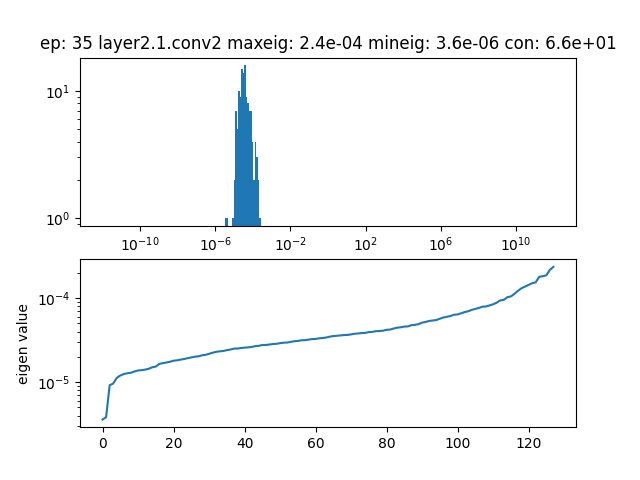 ep: 35 layer2.1.conv2 maxeig: 2.4e-04 mineig: 3.6e-06 con: 6.6e+01
10¹
10⁰
10⁻¹⁰ 10⁻⁶ 10⁻² 10² 10⁶ 10¹⁰
10⁻⁴
10⁻⁵
eigen value
0 20 40 60 80 100 120